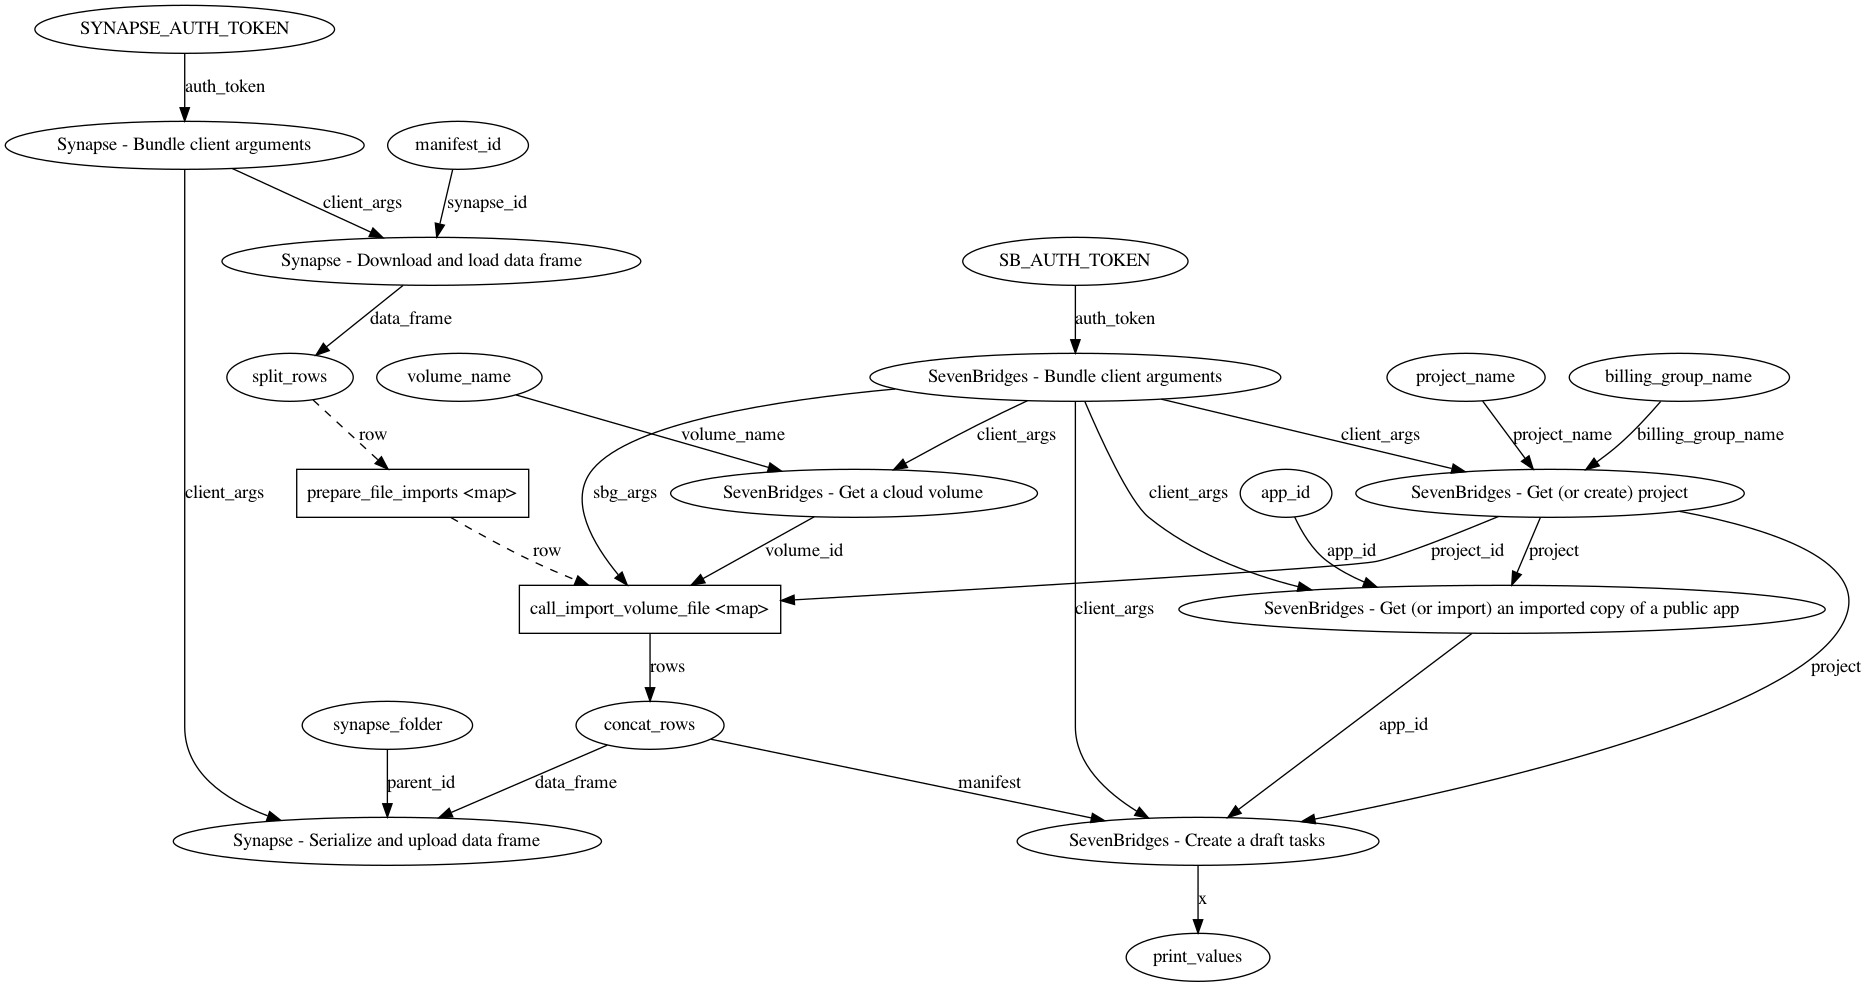 SYNAPSE_AUTH_TOKEN
auth_token
Synapse - Bundle client arguments
manifest_id
client_args
synapse_id
Synapse - Download and load data frame
SB_AUTH_TOKEN
data_frame
auth_token
split_rows
volume_name
SevenBridges - Bundle client arguments
project_name
billing_group_name
row
volume_name
client_args
client_args
project_name
billing_group_name
client_args
prepare_file_imports <map>
sbg_args
SevenBridges - Get a cloud volume
client_args
app_id
SevenBridges - Get (or create) project
row
volume_id
app_id
project_id
project
call_import_volume_file <map>
client_args
SevenBridges - Get (or import) an imported copy of a public app
rows
project
synapse_folder
concat_rows
app_id
parent_id
data_frame
manifest
Synapse - Serialize and upload data frame
SevenBridges - Create a draft tasks
x
print_values